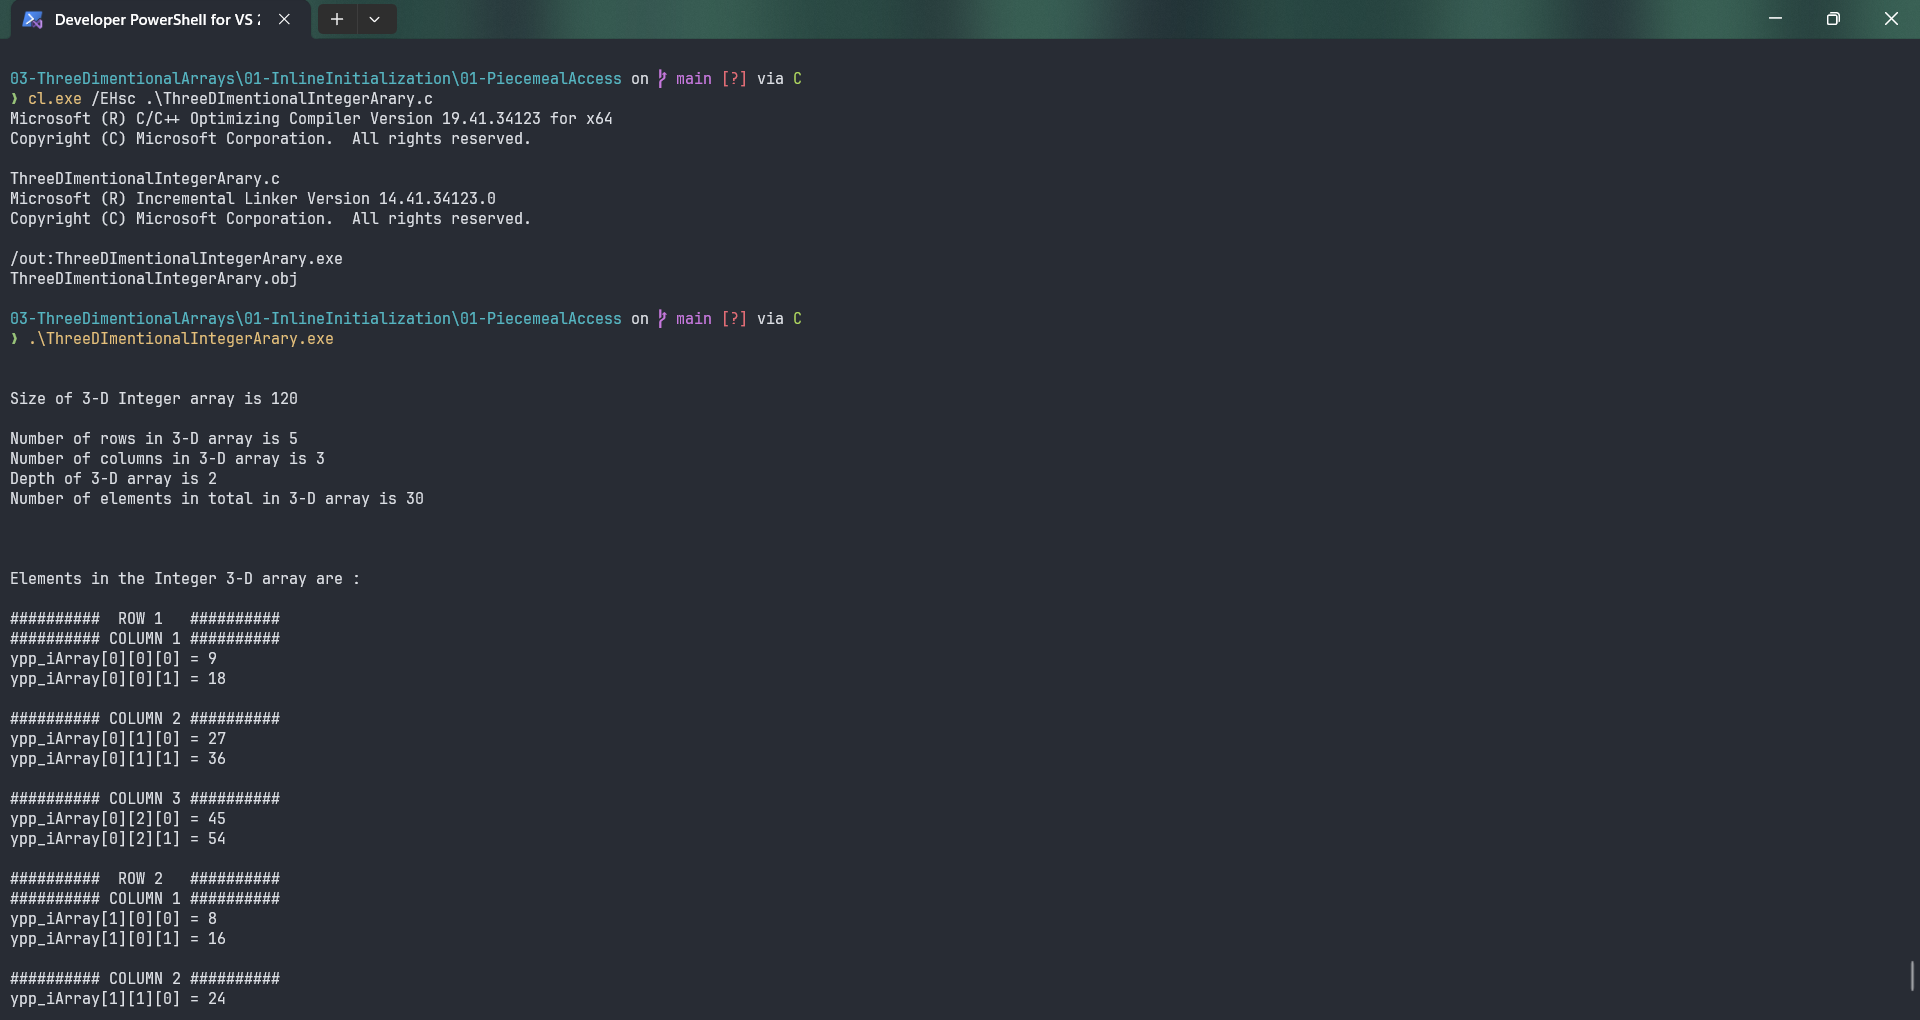 Developer PowerShell for VS
03-ThreeDimentionalArrays\01-InlineInitialization\01-PiecemealAccess on main [?] via C
❯ cl.exe /EHsc .\ThreeDImentionalIntegerArary.c
Microsoft (R) C/C++ Optimizing Compiler Version 19.41.34123 for x64
Copyright (C) Microsoft Corporation.  All rights reserved.
ThreeDImentionalIntegerArary.c
Microsoft (R) Incremental Linker Version 14.41.34123.0
Copyright (C) Microsoft Corporation.  All rights reserved.
/out:ThreeDImentionalIntegerArary.exe
ThreeDImentionalIntegerArary.obj
03-ThreeDimentionalArrays\01-InlineInitialization\01-PiecemealAccess on main [?] via C
❯ .\ThreeDImentionalIntegerArary.exe
Size of 3-D Integer array is 120
Number of rows in 3-D array is 5
Number of columns in 3-D array is 3
Depth of 3-D array is 2
Number of elements in total in 3-D array is 30
Elements in the Integer 3-D array are :
##########  ROW 1   ##########
########## COLUMN 1 ##########
ypp_iArray[0][0][0] = 9
ypp_iArray[0][0][1] = 18
########## COLUMN 2 ##########
ypp_iArray[0][1][0] = 27
ypp_iArray[0][1][1] = 36
########## COLUMN 3 ##########
ypp_iArray[0][2][0] = 45
ypp_iArray[0][2][1] = 54
##########  ROW 2   ##########
########## COLUMN 1 ##########
ypp_iArray[1][0][0] = 8
ypp_iArray[1][0][1] = 16
########## COLUMN 2 ##########
ypp_iArray[1][1][0] = 24